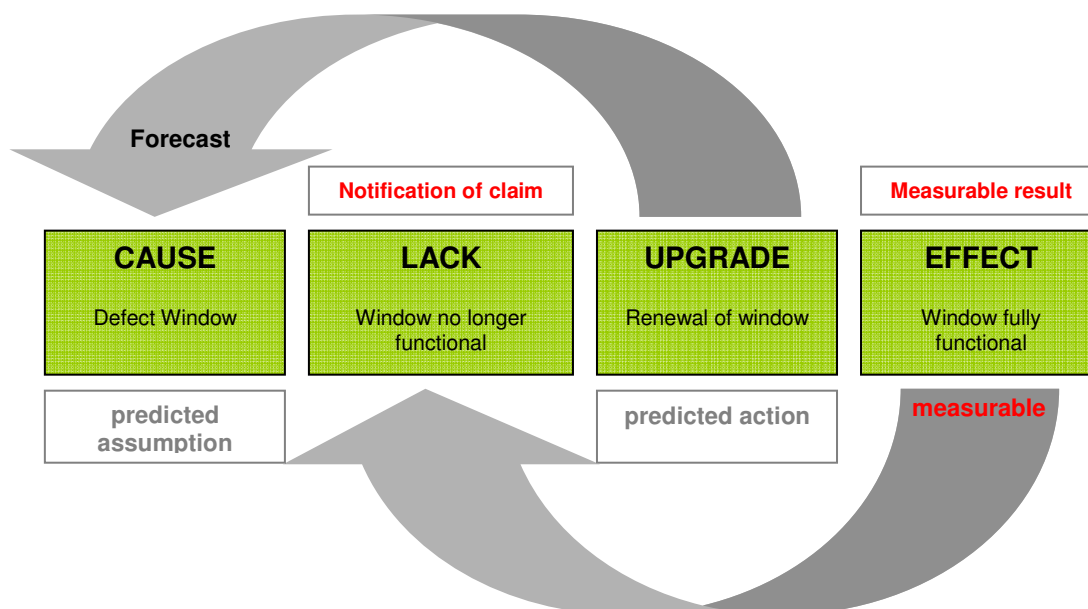 Forecast
Notification of claim
Measurable result
CAUSE
Defect Window
LACK
Window no longer
functional
UPGRADE
Renewal of window
EFFECT
Window fully
functional
predicted
assumption
predicted action
measurable